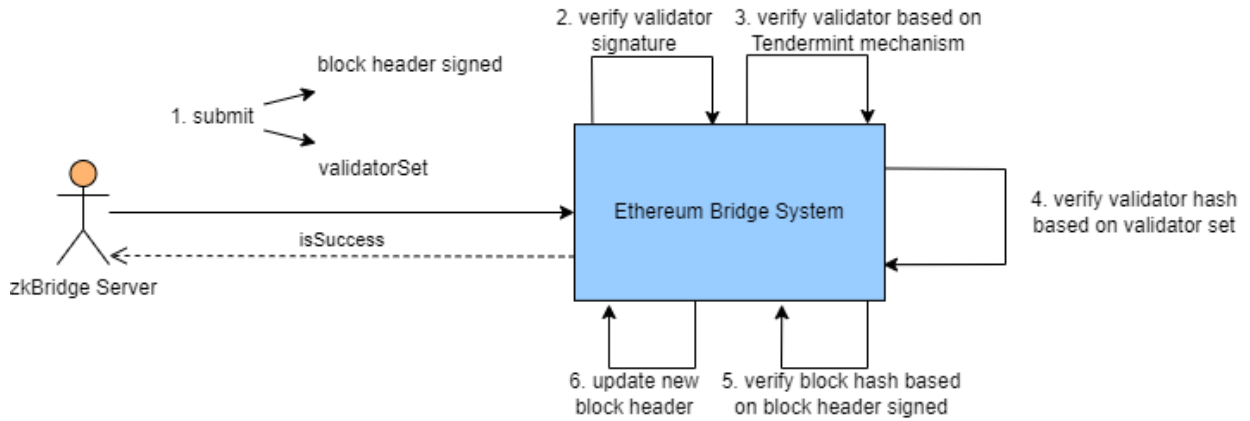 2. verify validator
signature
3. verify validator based on
Tendermint mechanism
block header signed
1. submit
validatorSet
Ethereum Bridge System
4. verify validator hash
based on validator set
isSuccess
zkBridge Server
6. update new
block header
5. verify block hash based
on block header signed